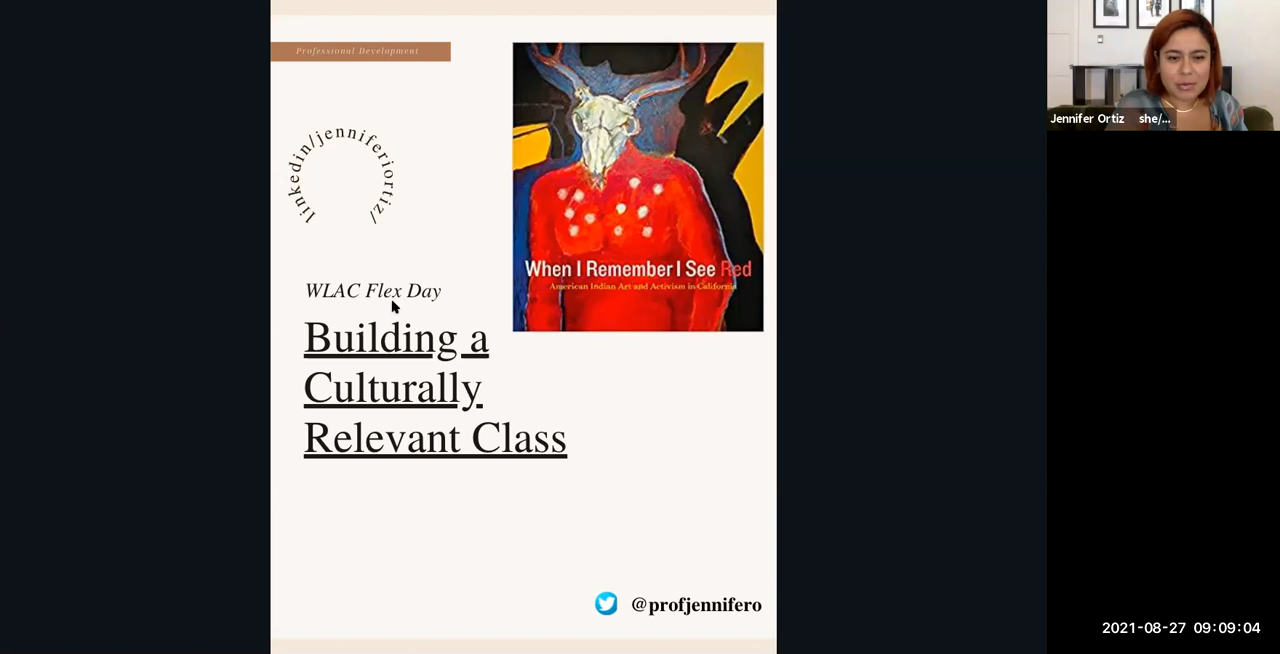 Professional Development
linkedin/jenniferiortiz/
When I Remember I See Red
American Indian Art and Activism in California
WLAC Flex Day
Building a
Culturally
Relevant Class
@profjennifero
Jennifer Ortiz she/...
2021-08-27 09:09:04